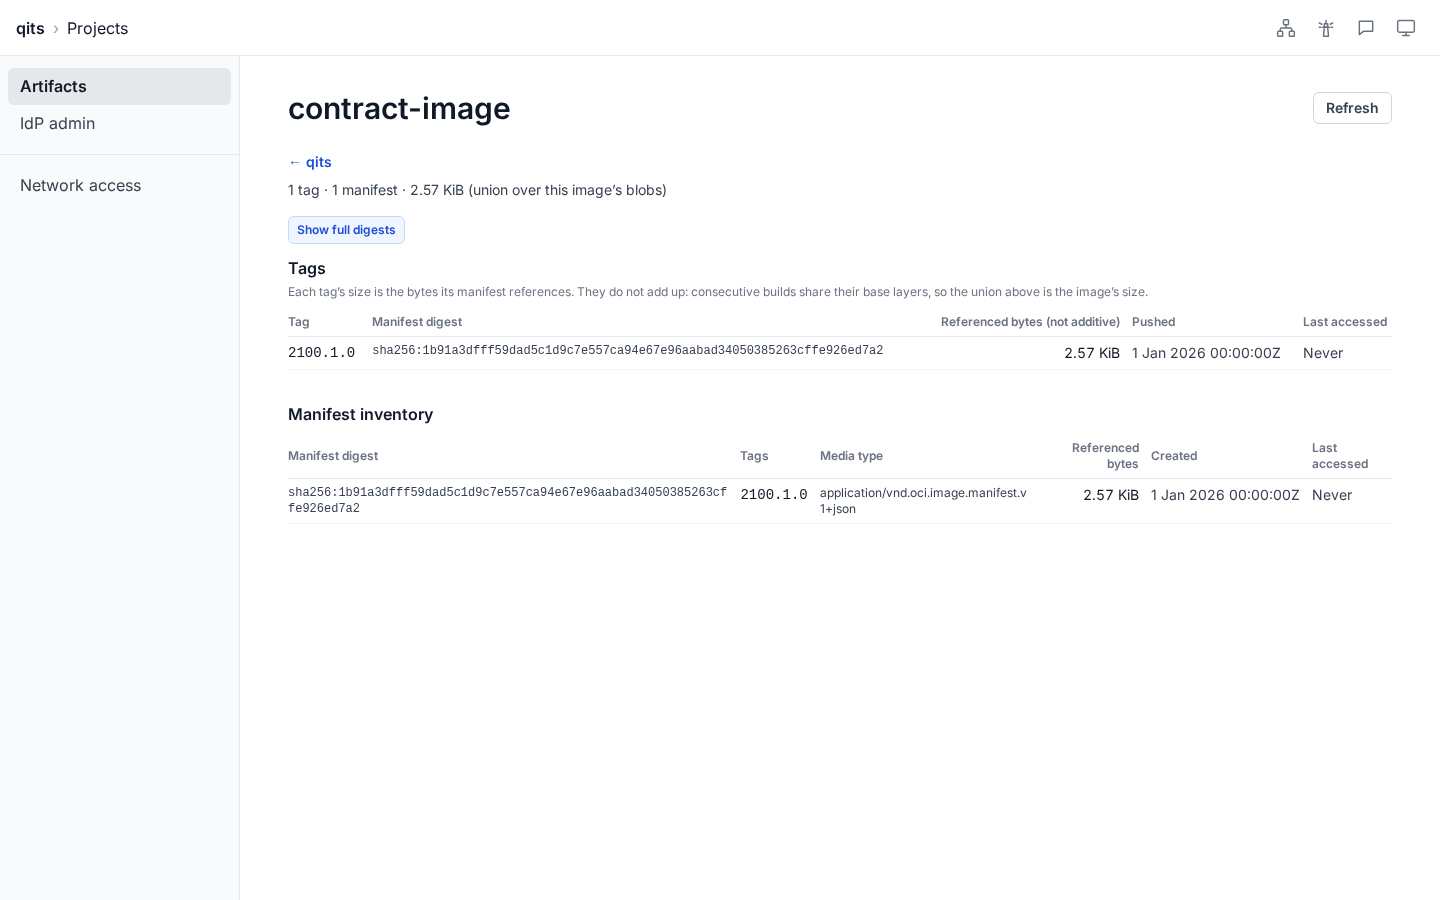 qits › Projects
Artifacts
IdP admin
Network access
contract-image
Refresh
← qits
1 tag · 1 manifest · 2.57 KiB (union over this image’s blobs)
Show full digests
Tags
Each tag’s size is the bytes its manifest references. They do not add up: consecutive builds share their base layers, so the union above is the image’s size.
Tag Manifest digest Referenced bytes (not additive) Pushed Last accessed
2100.1.0 sha256:1b91a3dfff59dad5c1d9c7e557ca94e67e96aabad34050385263cffe926ed7a2 2.57 KiB 1 Jan 2026 00:00:00Z Never
Manifest inventory
Manifest digest Tags Media type Referenced bytes Created Last accessed
sha256:1b91a3dfff59dad5c1d9c7e557ca94e67e96aabad34050385263cf 2100.1.0 application/vnd.oci.image.manifest.v 2.57 KiB 1 Jan 2026 00:00:00Z Never
fe926ed7a2 1+json